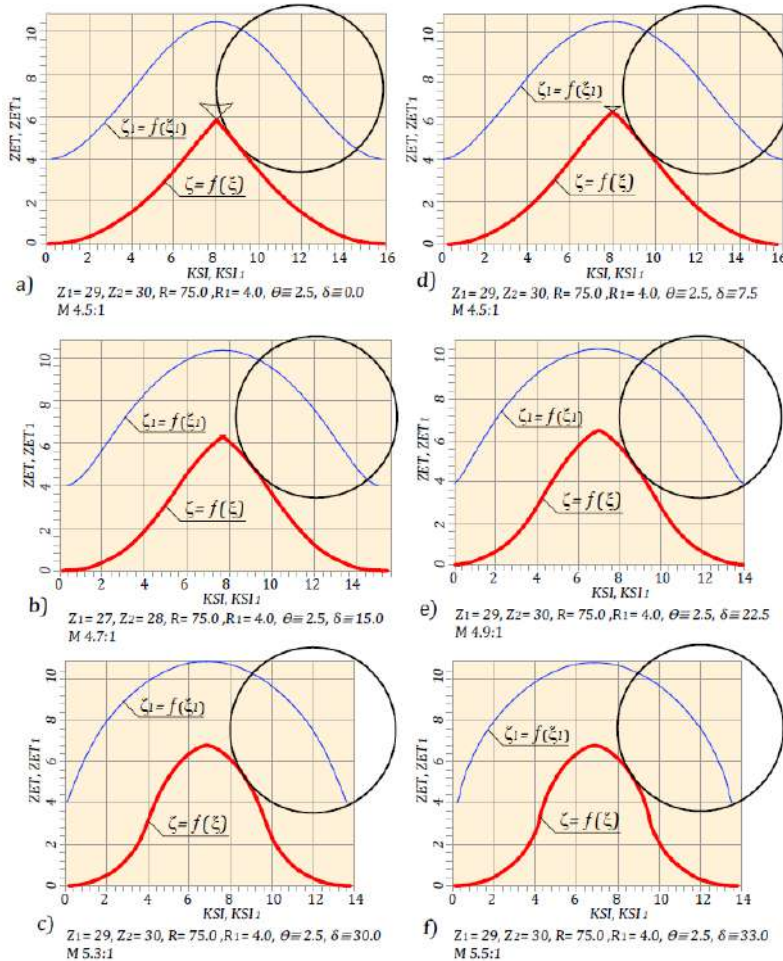 ZET, ZET1
10
8
6
4
2
0
ζ1= f(ξ1)
ζ= f(ξ)
0 2 4 6 8 10 12 14 16
KSI, KSI1
a)
Z1= 29, Z2= 30, R= 75.0 ,R1= 4.0, Θ≅ 2.5, δ≅0.0
M 4.5:1
ZET, ZET1
10
8
6
4
2
0
ζ1= f(ξ1)
ζ= f(ξ)
0 2 4 6 8 10 12 14 16
KSI, KSI1
d)
Z1= 29, Z2= 30, R= 75.0 ,R1= 4.0, Θ≅ 2.5, δ≅7.5
M 4.5:1
ZET, ZET1
10
8
6
4
2
0
ζ1= f(ξ1)
ζ= f(ξ)
0 2 4 6 8 10 12 14 16
KSI, KSI1
b)
Z1= 27, Z2= 28, R= 75.0 ,R1= 4.0, Θ≅ 2.5, δ≅15.0
M 4.7:1
ZET, ZET1
10
8
6
4
2
0
ζ1= f(ξ1)
ζ= f(ξ)
0 2 4 6 8 10 12 14
KSI, KSI1
e)
Z1= 29, Z2= 30, R= 75.0 ,R1= 4.0, Θ≅ 2.5, δ≅22.5
M 4.9:1
ZET, ZET1
10
8
6
4
2
0
ζ1= f(ξ1)
ζ= f(ξ)
0 2 4 6 8 10 12 14
KSI, KSI1
c)
Z1= 29, Z2= 30, R= 75.0 ,R1= 4.0, Θ≅ 2.5, δ≅30.0
M 5.3:1
ZET, ZET1
10
8
6
4
2
0
ζ1= f(ξ1)
ζ= f(ξ)
0 2 4 6 8 10 12 14
KSI, KSI1
f)
Z1= 29, Z2= 30, R= 75.0 ,R1= 4.0, Θ≅ 2.5, δ≅33.0
M 5.5:1